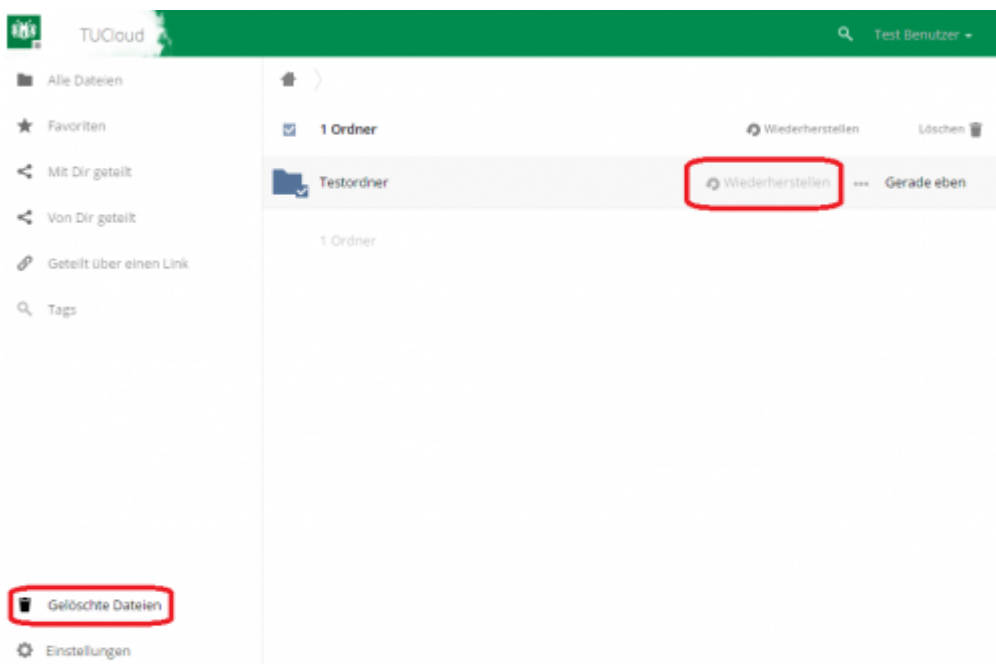 TUCloud
Test Benutzer
Alle Dateien
Favoriten
Mit Dir geteilt
Von Dir geteilt
Geteilt über einen Link
Tags
Gelöschte Dateien
Einstellungen
1 Ordner Wiederherstellen Löschen
Testordner Wiederherstellen ... Gerade eben
1 Ordner